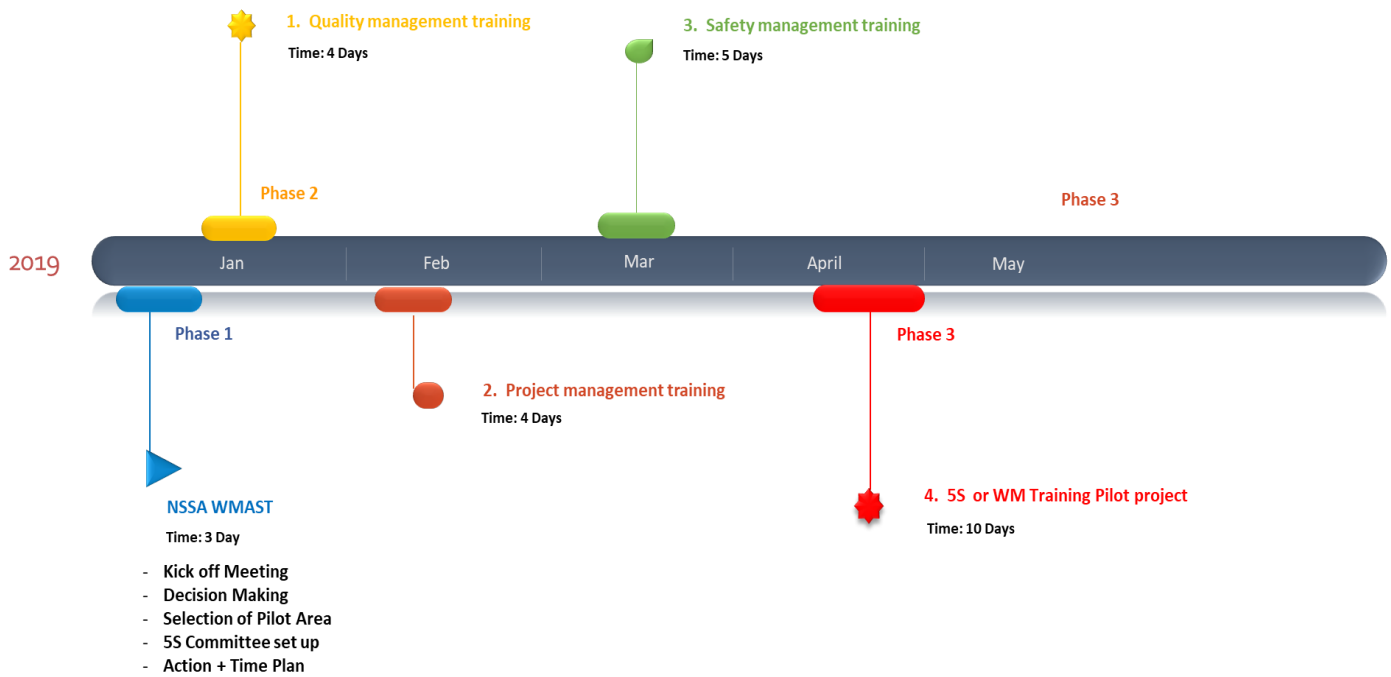 1. Quality management training
Time: 4 Days
3. Safety management training
Time: 5 Days
Phase 2
Phase 3
2019
Jan
Feb
Mar
April
May
Phase 1
Phase 3
2. Project management training
Time: 4 Days
NSSA WMAST
Time: 3 Day
- Kick off Meeting
- Decision Making
- Selection of Pilot Area
- 5S Committee set up
- Action + Time Plan
4. 5S or WM Training Pilot project
Time: 10 Days